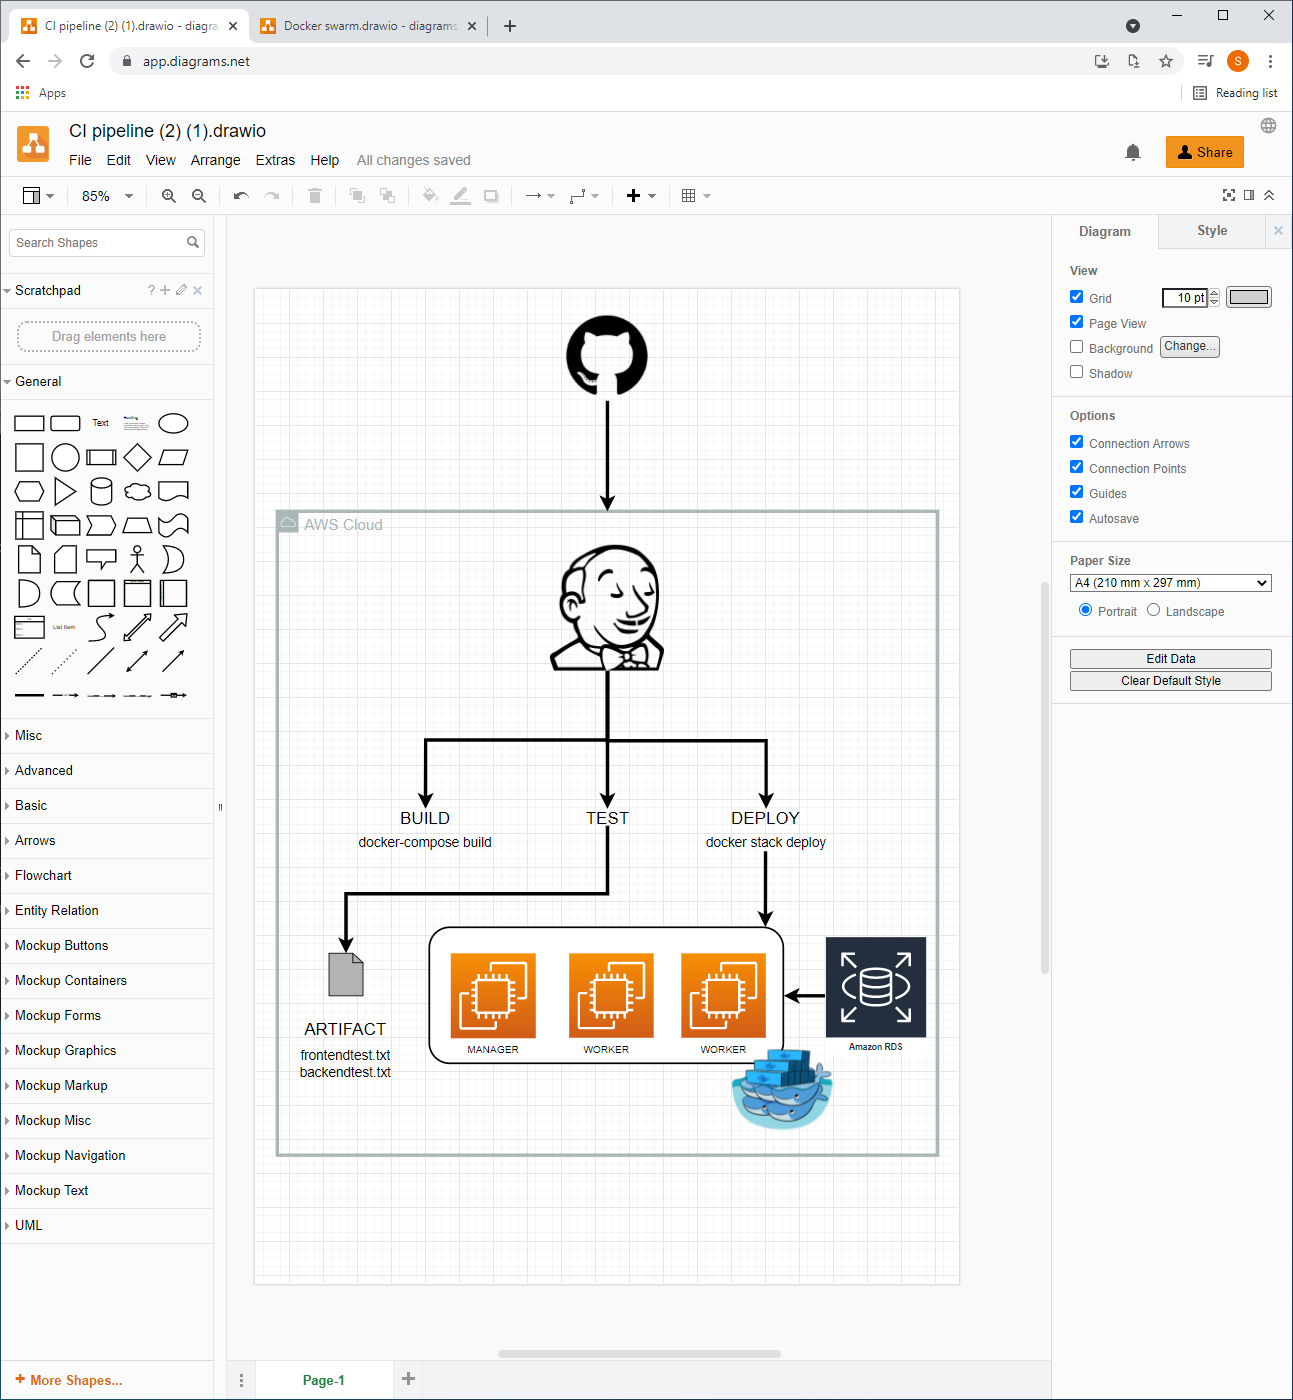 CI pipeline (2) (1).drawio - diagra
Docker swarm.drawio - diagrams
app.diagrams.net
S
Apps
Reading list
CI pipeline (2) (1).drawio
File Edit View Arrange Extras Help All changes saved
Share
85%
Search Shapes
Scratchpad
?
Drag elements here
General
Text
List Item
Misc
Advanced
Basic
Arrows
Flowchart
Entity Relation
Mockup Buttons
Mockup Containers
Mockup Forms
Mockup Graphics
Mockup Markup
Mockup Misc
Mockup Navigation
Mockup Text
UML
+ More Shapes...
AWS Cloud
BUILD
docker-compose build
TEST
DEPLOY
docker stack deploy
ARTIFACT
frontendtest.txt
backendtest.txt
MANAGER
WORKER
WORKER
Amazon RDS
Page-1
Diagram
Style
View
Grid
10 pt
Page View
Background
Change...
Shadow
Options
Connection Arrows
Connection Points
Guides
Autosave
Paper Size
A4 (210 mm x 297 mm)
Portrait
Landscape
Edit Data
Clear Default Style